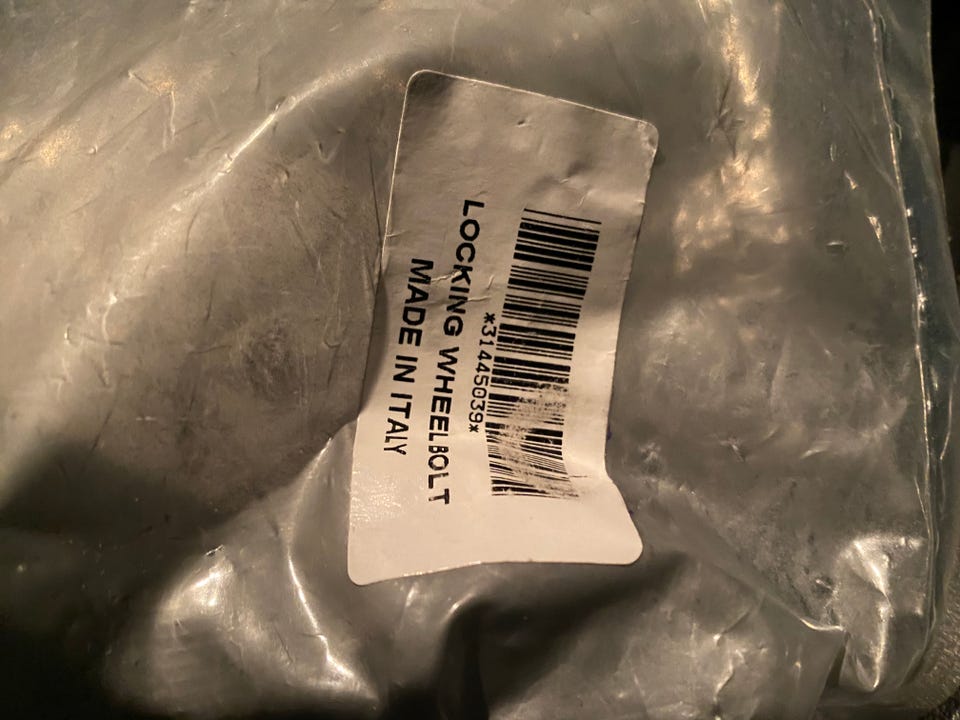 *31445039*
LOCKING WHEELBOLT
MADE IN ITALY